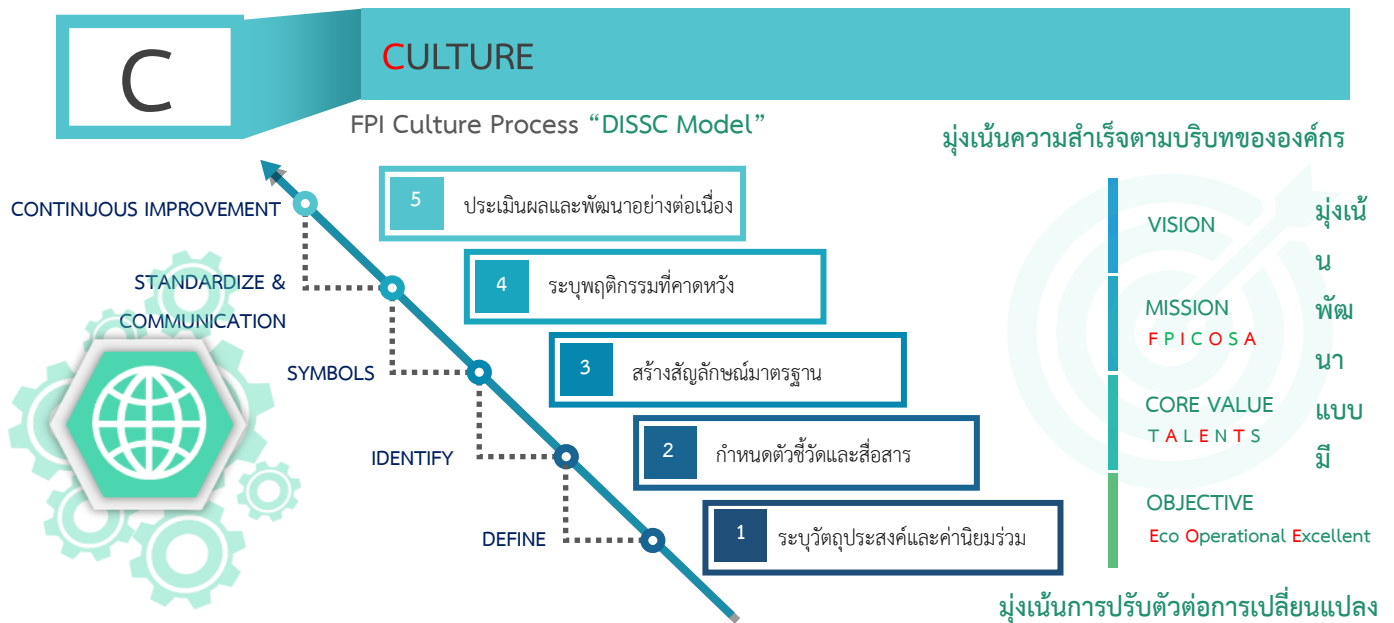 C
CULTURE
FPI Culture Process “DISSC Model”
มุ่งเน้นความสำเร็จตามบริบทขององค์กร
CONTINUOUS IMPROVEMENT
5
ประเมินผลและพัฒนาอย่างต่อเนื่อง
STANDARDIZE &
COMMUNICATION
4
ระบุพฤติกรรมที่คาดหวัง
SYMBOLS
3
สร้างสัญลักษณ์มาตรฐาน
IDENTIFY
2
กำหนดตัวชี้วัดและสื่อสาร
DEFINE
1
ระบุวัตถุประสงค์และค่านิยมร่วม
VISION
MISSION
F P I C O S A
CORE VALUE
T A L E N T S
OBJECTIVE
Eco Operational Excellent
มุ่งเน้
น
พัฒ
นา
แบบ
มี
มุ่งเน้นการปรับตัวต่อการเปลี่ยนแปลง